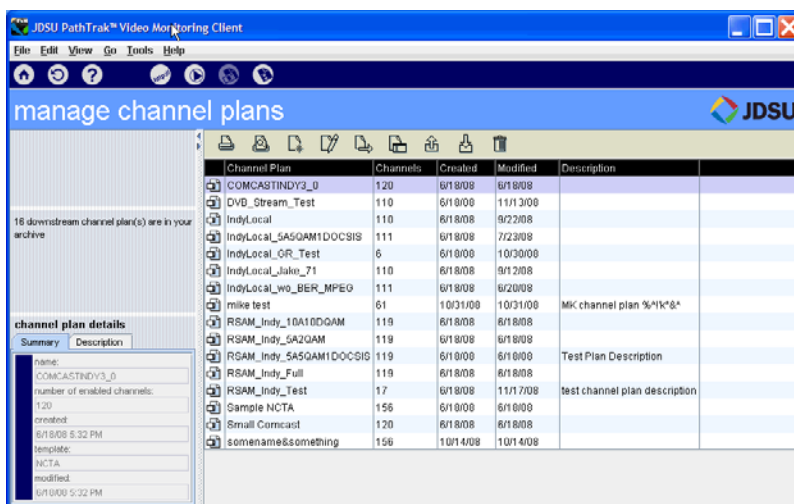 JDSU PathTrak™ Video Monitoring Client
File Edit View Go Tools Help
manage channel plans
JDSU
Channel Plan Channels Created Modified Description
COMCASTINDY3_0 120 6/18/08 6/18/08
DVB_Stream_Test 110 6/18/08 11/13/08
IndyLocal 110 6/18/08 9/22/08
IndyLocal_5A5QAM1DOCSIS 111 6/18/08 7/23/08
IndyLocal_GR_Test 6 6/18/08 10/30/08
IndyLocal_Jake_71 110 6/18/08 9/12/08
IndyLocal_wo_BER_MPEG 111 6/18/08 6/20/08
mike test 61 10/31/08 10/31/08 MK channel plan
RSAM_Indy_10A10DQAM 119 6/18/08 6/18/08
RSAM_Indy_5A2QAM 119 6/18/08 6/18/08
RSAM_Indy_5A5QAM1DOCSIS 119 6/18/08 6/18/08 Test Plan Description
RSAM_Indy_Full 119 6/18/08 6/18/08
RSAM_Indy_Test 17 6/18/08 11/17/08 test channel plan description
Sample NCTA 156 6/18/08 6/18/08
Small Comcast 120 6/18/08 6/18/08
somename&something 156 10/14/08 10/14/08
16 downstream channel plan(s) are in your
archive
channel plan details
Summary Description
name:
COMCASTINDY3_0
number of enabled channels:
120
created:
6/18/08 5:32 PM
template:
NCTA
modified:
6/18/08 5:32 PM